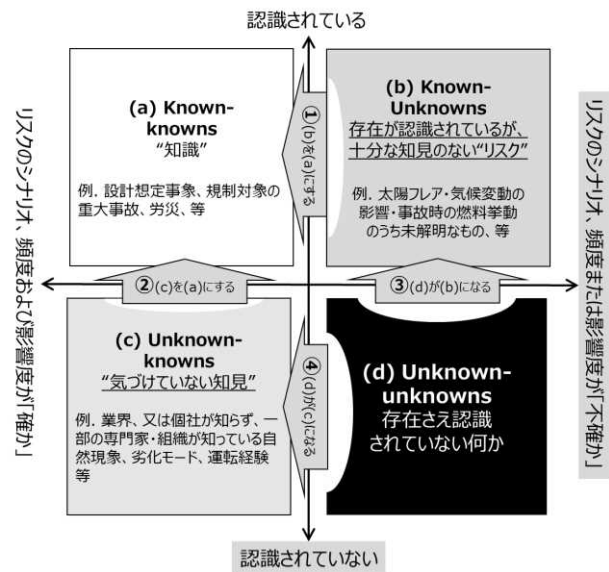 認識されている
(a) Known-
knowns
“知識”
例．設計想定事象、規制対象の
重大事故、労災、等
(b) Known-
Unknowns
存在が認識されているが、
十分な知見のない“リスク”
例．太陽フレア・気候変動の
影響・事故時の燃料挙動
のうち未解明なもの、等
①(b)を(a)にする
②(c)を(a)にする
③(d)が(b)になる
(c) Unknown-
knowns
“気づけていない知見”
例．業界、又は個社が知らず、一
部の専門家・組織が知っている自
然現象、劣化モード、運転経験
等
④(d)が(c)になる
(d) Unknown-
unknowns
存在さえ認識
されていない何か
認識されていない
リスクのシナリオ、頻度および影響度が「確か」
リスクのシナリオ、頻度または影響度が「不確か」